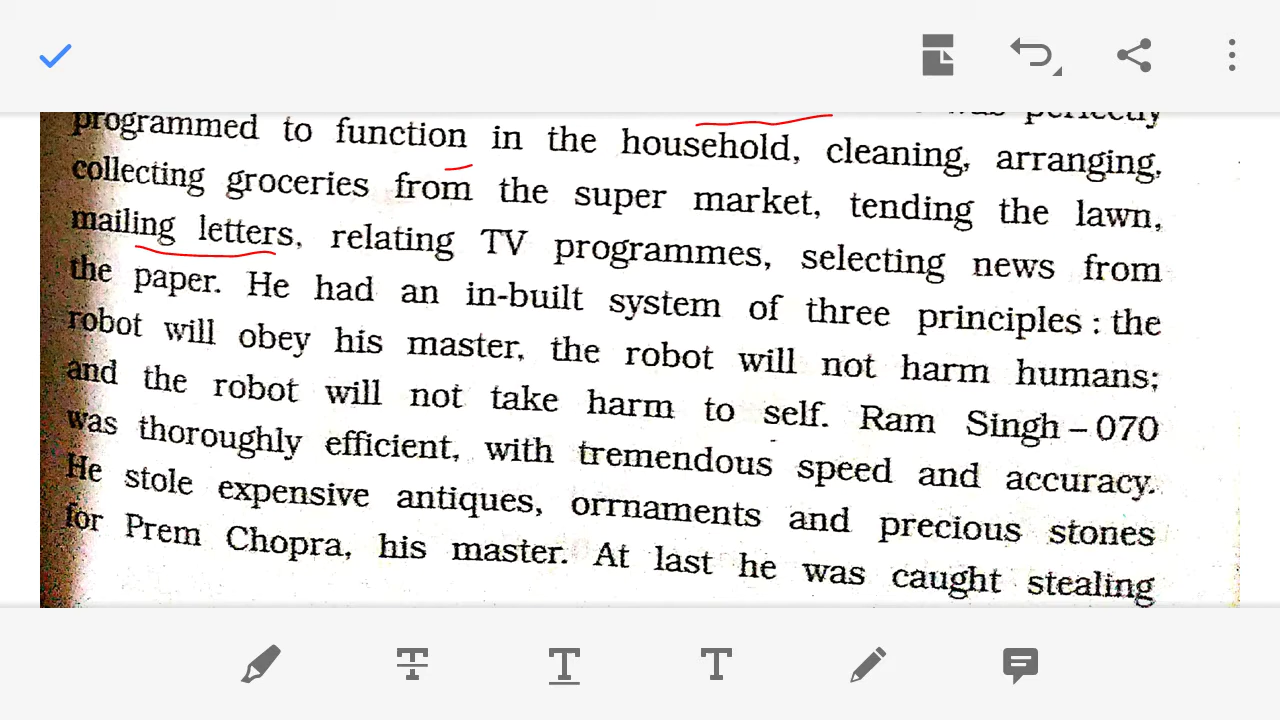 was perfectly
programmed to function in the household, cleaning, arranging,
collecting groceries from the super market, tending the lawn,
mailing letters, relating TV programmes, selecting news from
the paper. He had an in-built system of three principles : the
robot will obey his master, the robot will not harm humans;
and the robot will not take harm to self. Ram Singh – 070
was thoroughly efficient, with tremendous speed and accuracy.
He stole expensive antiques, orrnaments and precious stones
for Prem Chopra, his master. At last he was caught stealing
T
T
T